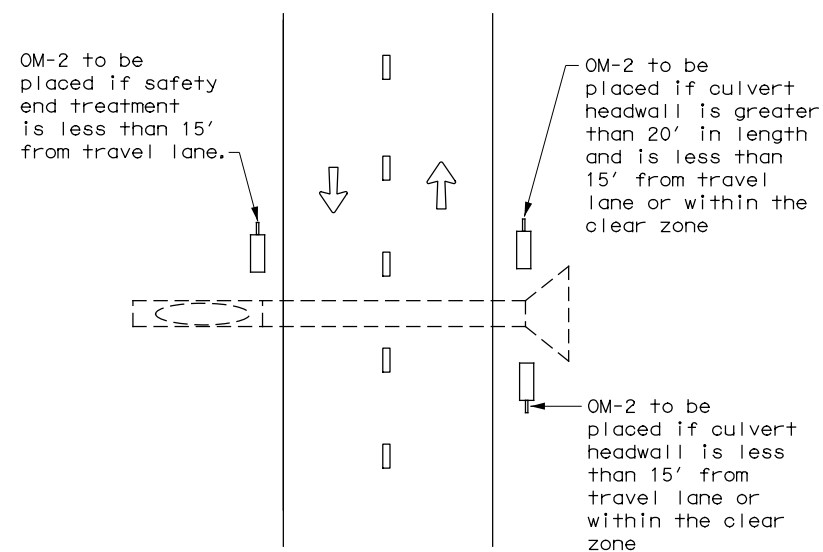 OM-2 to be
placed if safety
end treatment
is less than 15'
from travel lane.
OM-2 to be
placed if culvert
headwall is greater
than 20' in length
and is less than
15' from travel
lane or within the
clear zone
OM-2 to be
placed if culvert
headwall is less
than 15' from
travel lane or
within the clear
zone